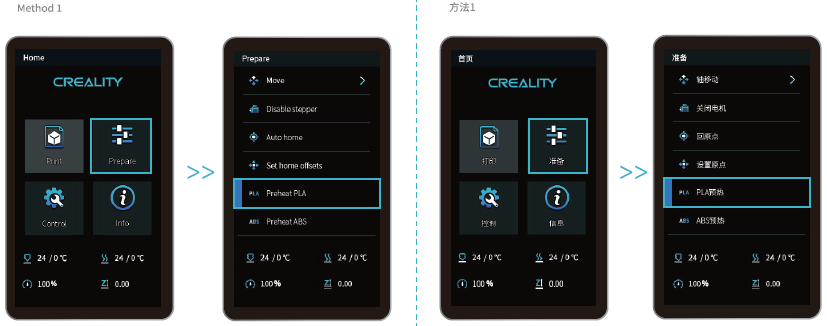 Method 1
Home
CREALITY
Print
Prepare
Control
Info
24 / 0 ℃
24 / 0 ℃
100%
0.00
>>
Prepare
Move
Disable stepper
Auto home
Set home offsets
PLA Preheat PLA
ABS Preheat ABS
24 / 0 ℃
24 / 0 ℃
100%
Z 0.00
方法1
首页
CREALITY
打印
准备
控制
信息
24 / 0 ℃
24 / 0 ℃
100%
Z 0.00
>>
准备
轴移动
关闭电机
回原点
设置原点
PLA PLA预热
ABS ABS预热
24 / 0 ℃
24 / 0 ℃
100%
Z 0.00